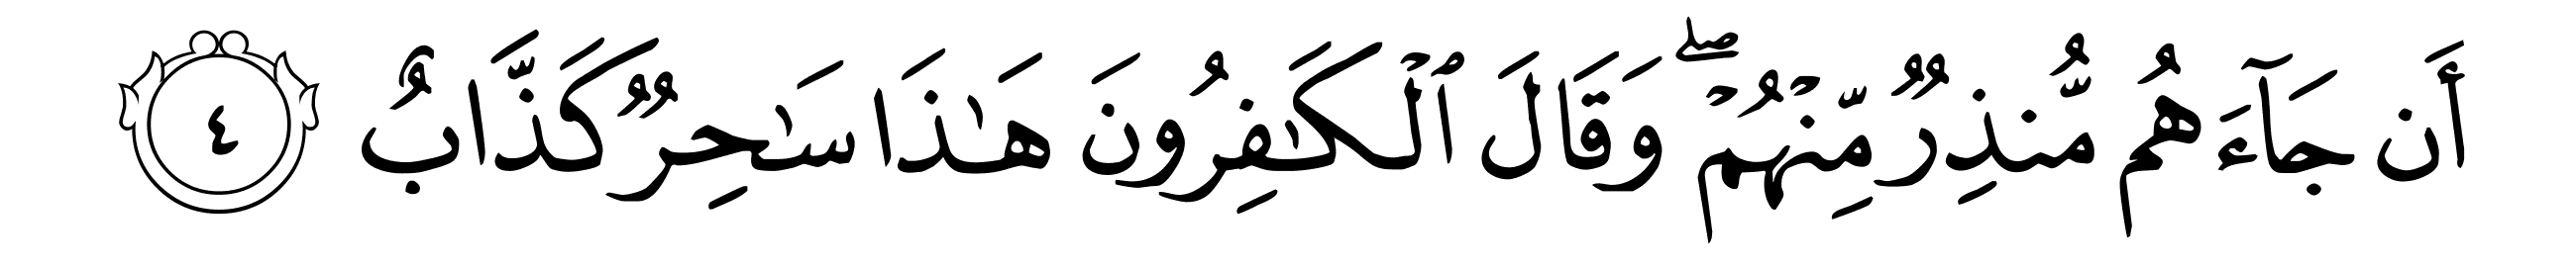 أَن جَآءَهُم مُّنذِرٌ مِّنۡهُمۡۖ وَقَالَ ٱلۡكَٰفِرُونَ هَٰذَا سَٰحِرٌ كَذَّابٌ ٤